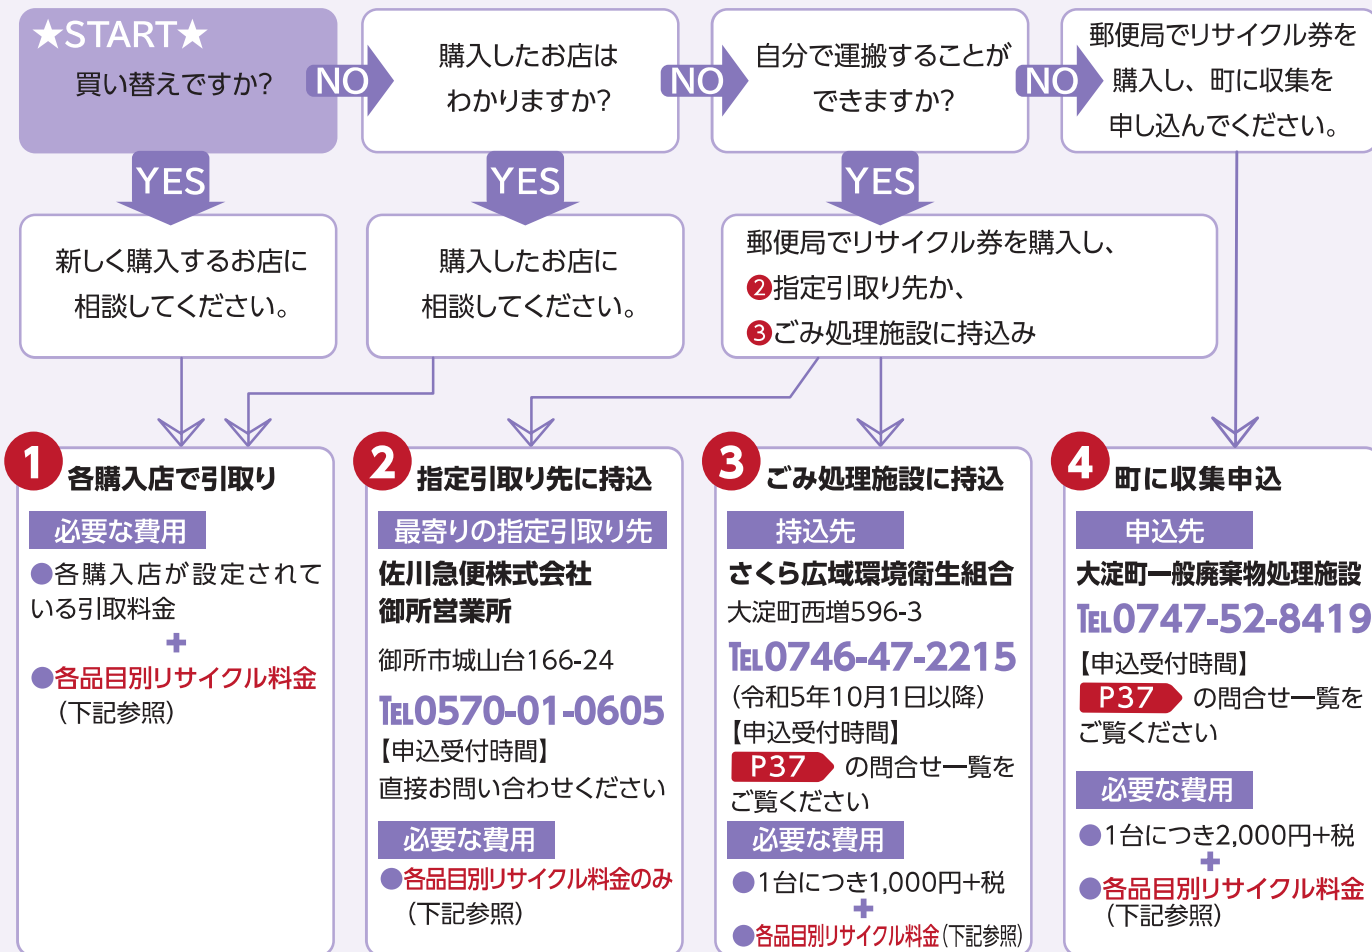 ★START★
買い替えですか?
NO
購入したお店は
わかりますか?
NO
自分で運搬することが
できますか?
NO
郵便局でリサイクル券を
購入し、町に収集を
申し込んでください。
YES
YES
YES
新しく購入するお店に
相談してください。
購入したお店に
相談してください。
郵便局でリサイクル券を購入し、
❷指定引取り先か、
❸ごみ処理施設に持込み
1 各購入店で引取り
必要な費用
●各購入店が設定されて
いる引取料金
+
●各品目別リサイクル料金
(下記参照)
2 指定引取り先に持込
最寄りの指定引取り先
佐川急便株式会社
御所営業所
御所市城山台166-24
TEL0570-01-0605
【申込受付時間】
直接お問い合わせください
必要な費用
●各品目別リサイクル料金のみ
(下記参照)
3 ごみ処理施設に持込
持込先
さくら広域環境衛生組合
大淀町西増596-3
TEL0746-47-2215
(令和5年10月1日以降)
【申込受付時間】
P37 の問合せ一覧を
ご覧ください
必要な費用
●1台につき1,000円+税
+
●各品目別リサイクル料金(下記参照)
4 町に収集申込
申込先
大淀町一般廃棄物処理施設
TEL0747-52-8419
【申込受付時間】
P37 の問合せ一覧を
ご覧ください
必要な費用
●1台につき2,000円+税
+
●各品目別リサイクル料金
(下記参照)